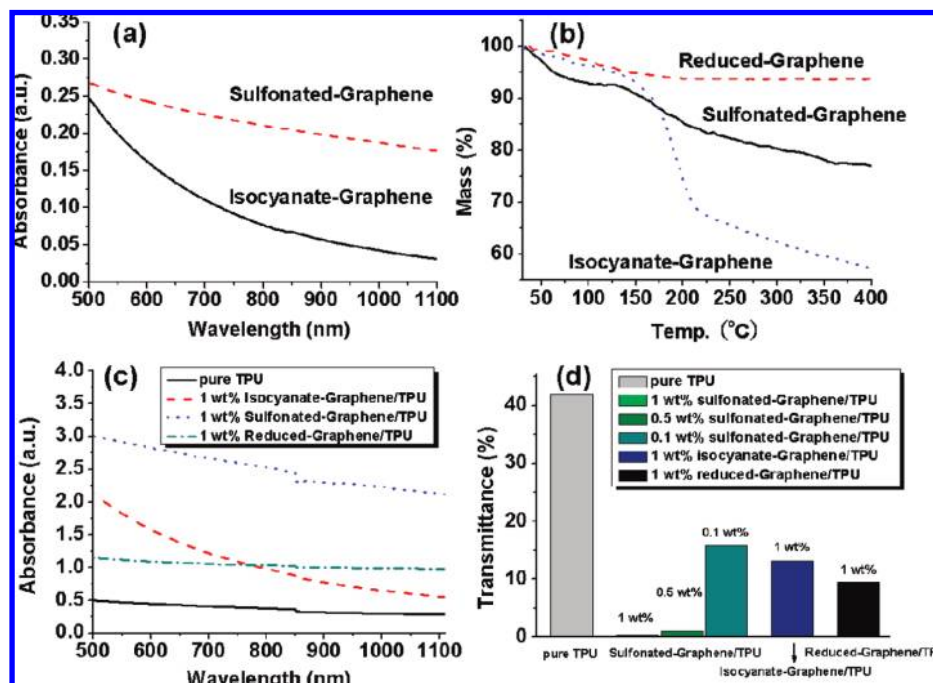 (a)
0.35
0.30
0.25
0.20
0.15
0.10
0.05
0.00
Absorbance (a.u.)
Sulfonated-Graphene
Isocyanate-Graphene
500 600 700 800 900 1000 1100
Wavelength (nm)
(b)
100
90
80
70
60
Mass (%)
Reduced-Graphene
Sulfonated-Graphene
Isocyanate-Graphene
50 100 150 200 250 300 350 400
Temp. (°C)
(c)
4.0
3.5
3.0
2.5
2.0
1.5
1.0
0.5
0.0
Absorbance (a.u.)
pure TPU
1 wt% Isocyanate-Graphene/TPU
1 wt% Sulfonated-Graphene/TPU
1 wt% Reduced-Graphene/TPU
500 600 700 800 900 1000 1100
Wavelength (nm)
(d)
40
20
0
Transmittance (%)
pure TPU
1 wt% sulfonated-Graphene/TPU
0.5 wt% sulfonated-Graphene/TPU
0.1 wt% sulfonated-Graphene/TPU
1 wt% isocyanate-Graphene/TPU
1 wt% reduced-Graphene/TPU
1 wt%
0.5 wt%
0.1 wt%
1 wt%
1 wt%
pure TPU Sulfonated-Graphene/TPU Reduced-Graphene/TP
Isocyanate-Graphene/TPU